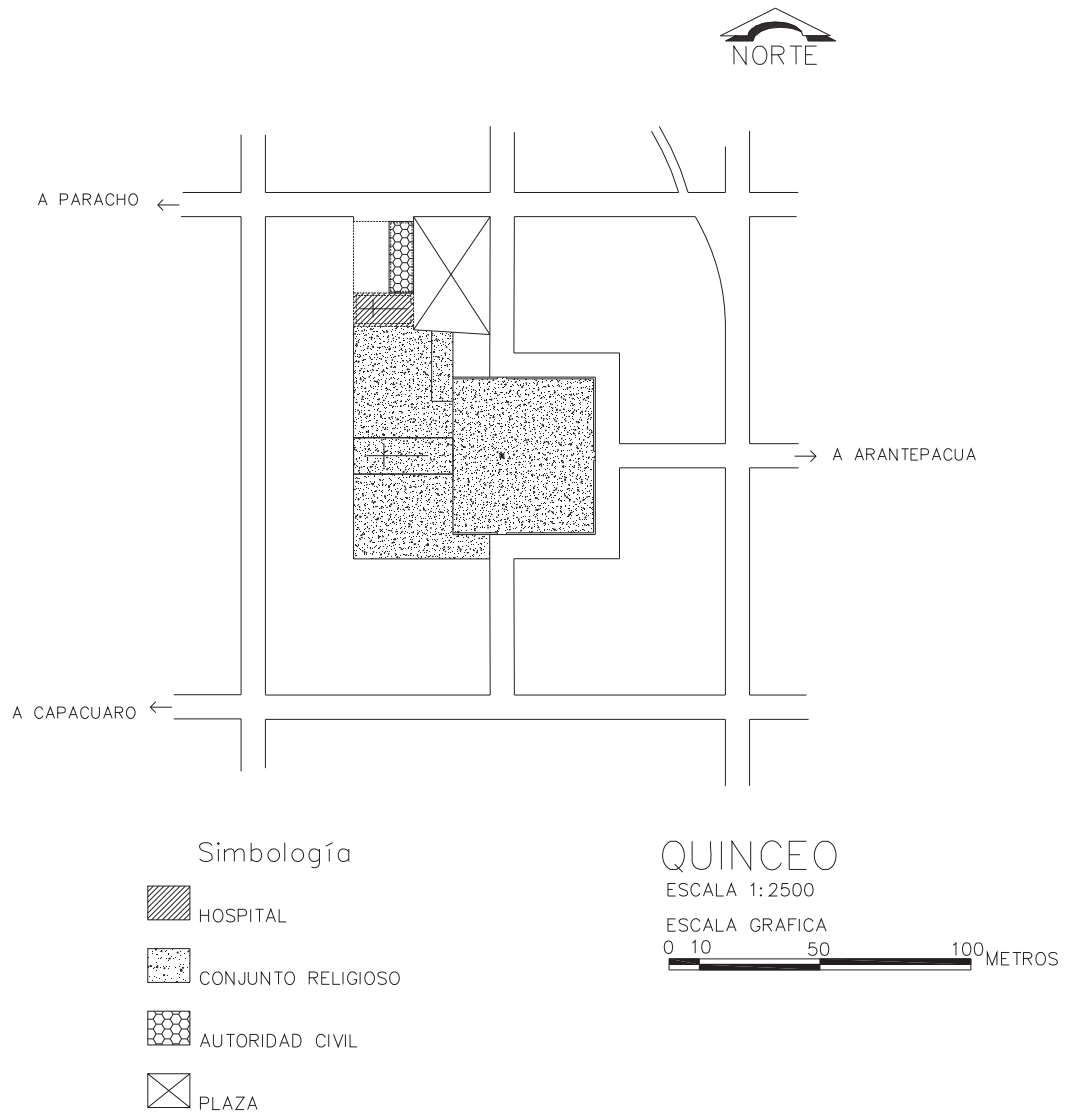 NORTE
A PARACHO
A ARANTEPACUA
A CAPACUARO
Simbología
HOSPITAL
CONJUNTO RELIGIOSO
AUTORIDAD CIVIL
PLAZA
QUINCEO
ESCALA 1:2500
ESCALA GRAFICA
0 10 50 100 METROS